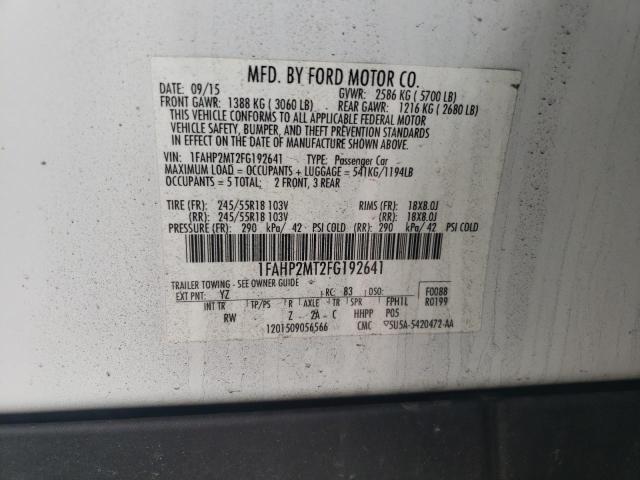 MFD. BY FORD MOTOR CO.
DATE: 09/15 GVWR: 2586 KG ( 5700 LB)
FRONT GAWR: 1388 KG ( 3060 LB) REAR GAWR: 1216 KG ( 2680 LB)
THIS VEHICLE CONFORMS TO ALL APPLICABLE FEDERAL MOTOR
VEHICLE SAFETY, BUMPER, AND THEFT PREVENTION STANDARDS
IN EFFECT ON THE DATE OF MANUFACTURE SHOWN ABOVE.
VIN: 1FAHP2MT2FG192641 TYPE: Passenger Car
MAXIMUM LOAD = OCCUPANTS + LUGGAGE = 541KG/1194LB
OCCUPANTS = 5 TOTAL: 2 FRONT, 3 REAR
TIRE (FR): 245/55R18 103V RIMS (FR): 18X8.0J
(RR): 245/55R18 103V (RR): 18X8.0J
PRESSURE (FR): 290 kPa/ 42 PSI COLD (RR): 290 kPa/ 42 PSI COLD
1FAHP2MT2FG192641
TRAILER TOWING - SEE OWNER GUIDE
EXT PNT: YZ RC: 83 DSO: F0088
INT TR TP/PS R AXLE TR SPR FPH1L R0199
RW Z 2A C HHPP P05
1201509056566 CMC 5U5A-5420472-AA